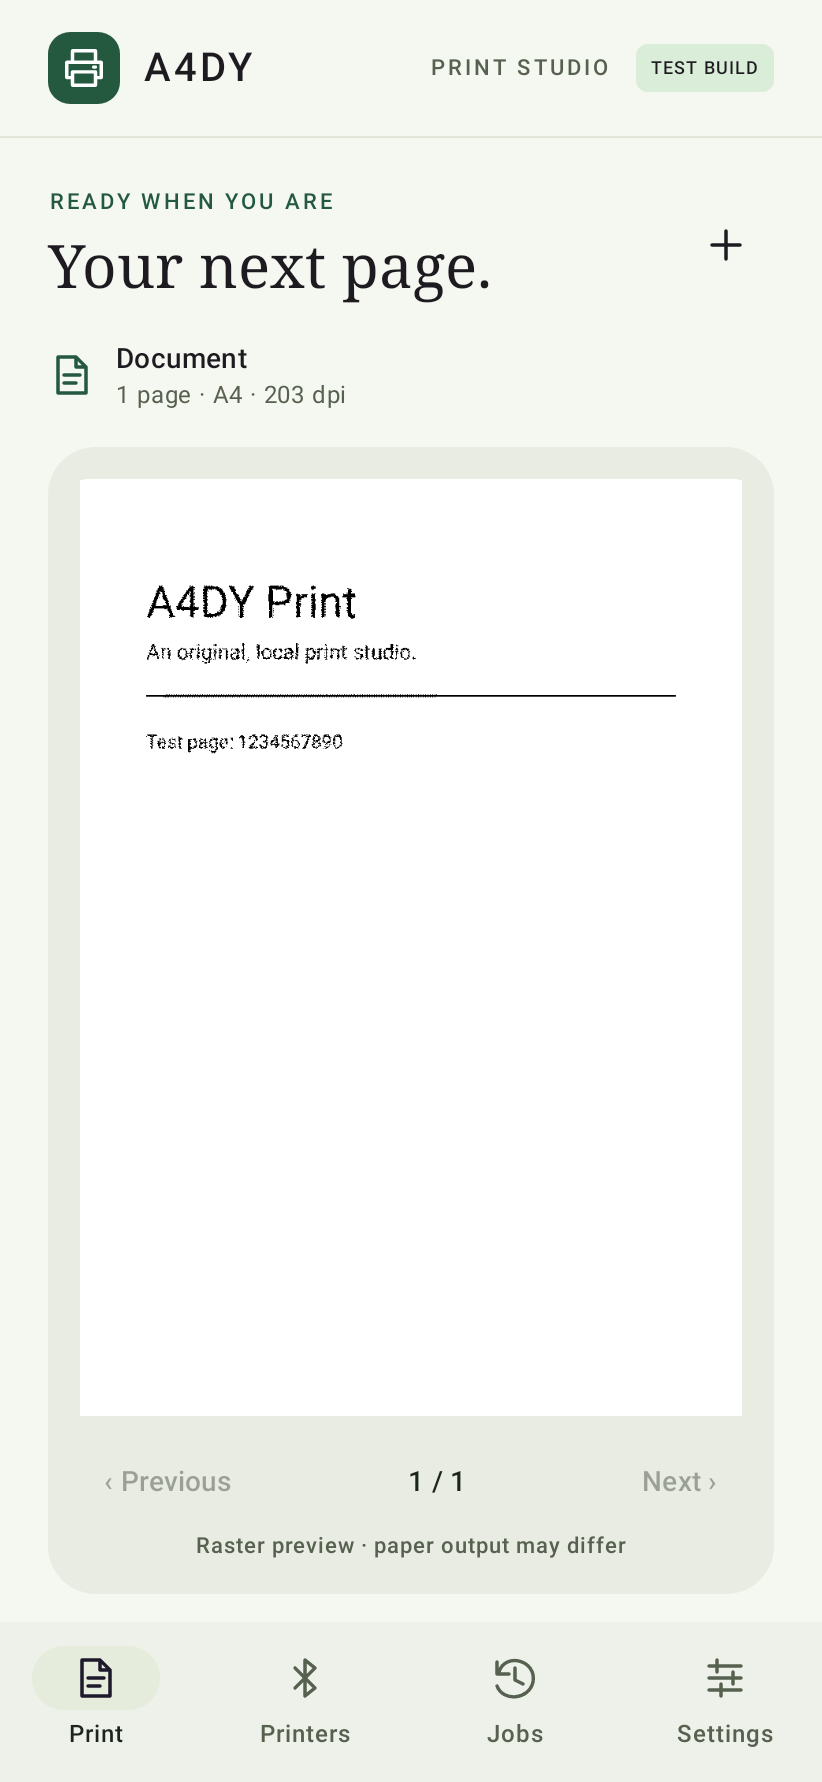 A4DY
PRINT STUDIO
TEST BUILD
READY WHEN YOU ARE
Your next page.
Document
1 page · A4 · 203 dpi
A4DY Print
An original, local print studio.
Test page: 1234567890
‹ Previous
1 / 1
Next ›
Raster preview · paper output may differ
Print
Printers
Jobs
Settings